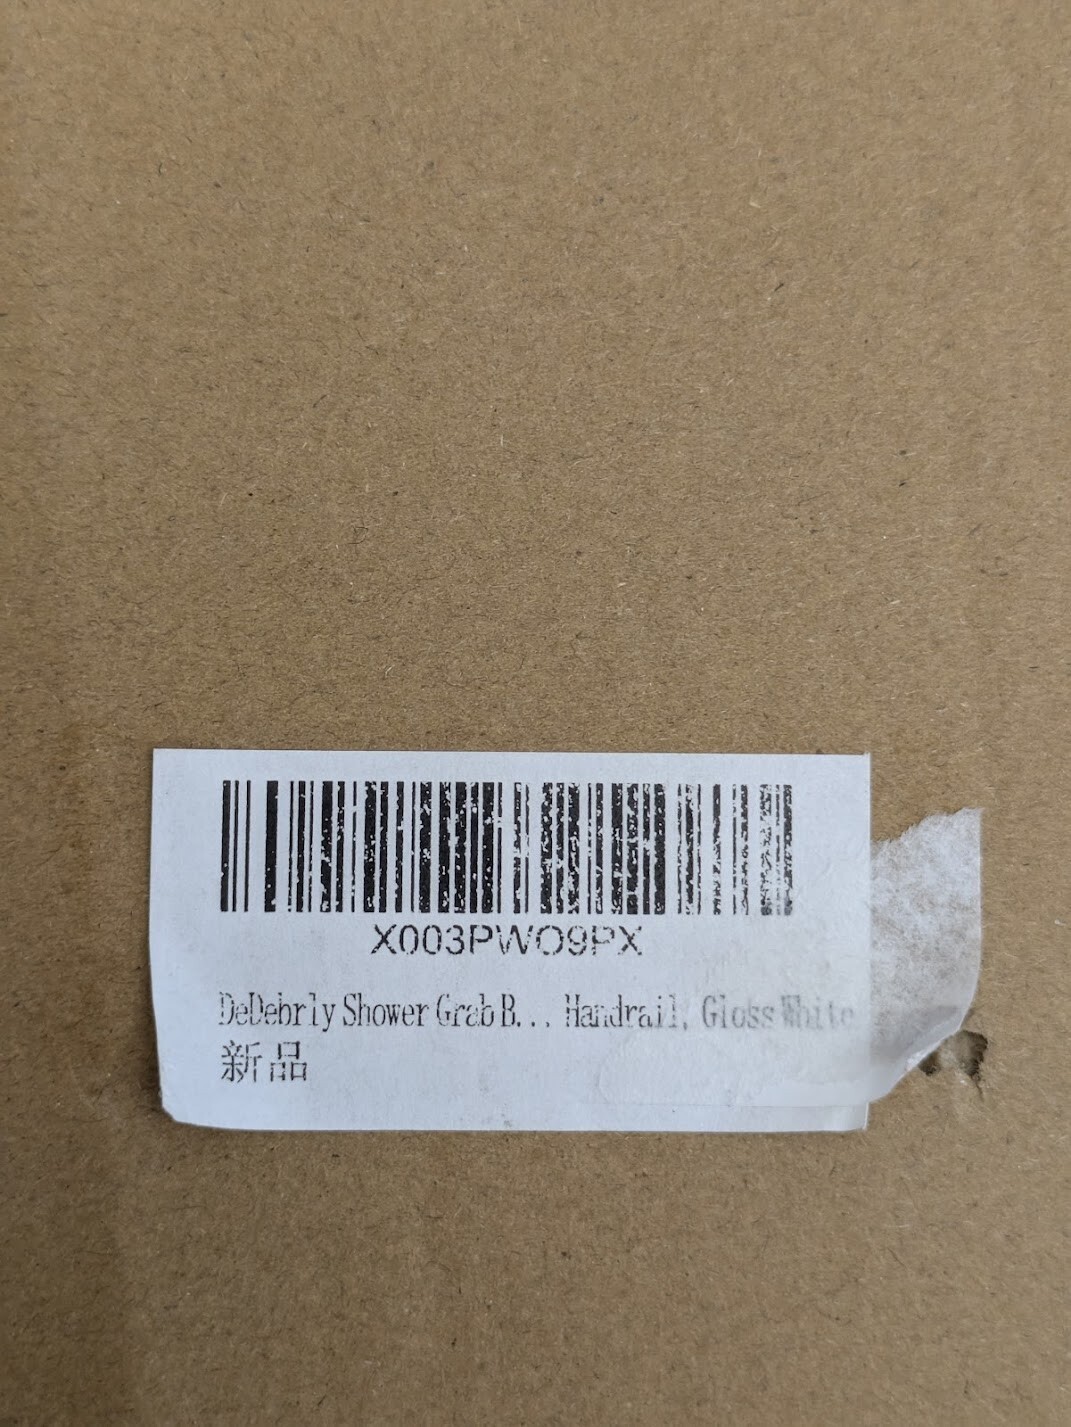 X003PWO9PX
DeDebrly Shower Grab B... Handrail, Gloss White
新品